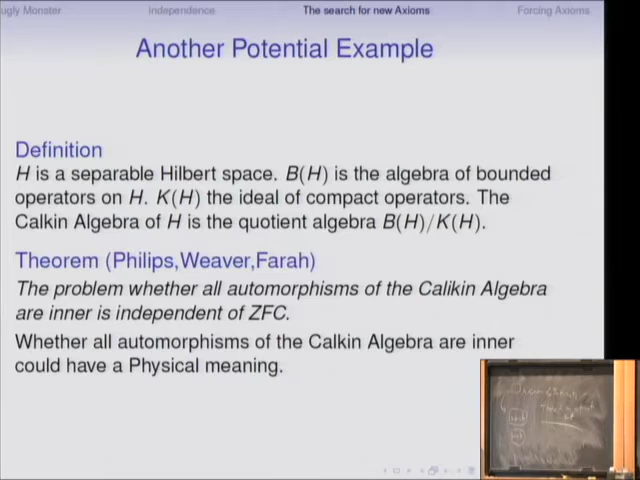 ugly Monster independence The search for new Axioms Forcing Axioms
Another Potential Example
Definition
H is a separable Hilbert space. B(H) is the algebra of bounded
operators on H. K(H) the ideal of compact operators. The
Calkin Algebra of H is the quotient algebra B(H)/K(H).
Theorem (Philips,Weaver,Farah)
The problem whether all automorphisms of the Calikin Algebra
are inner is independent of ZFC.
Whether all automorphisms of the Calkin Algebra are inner
could have a Physical meaning.